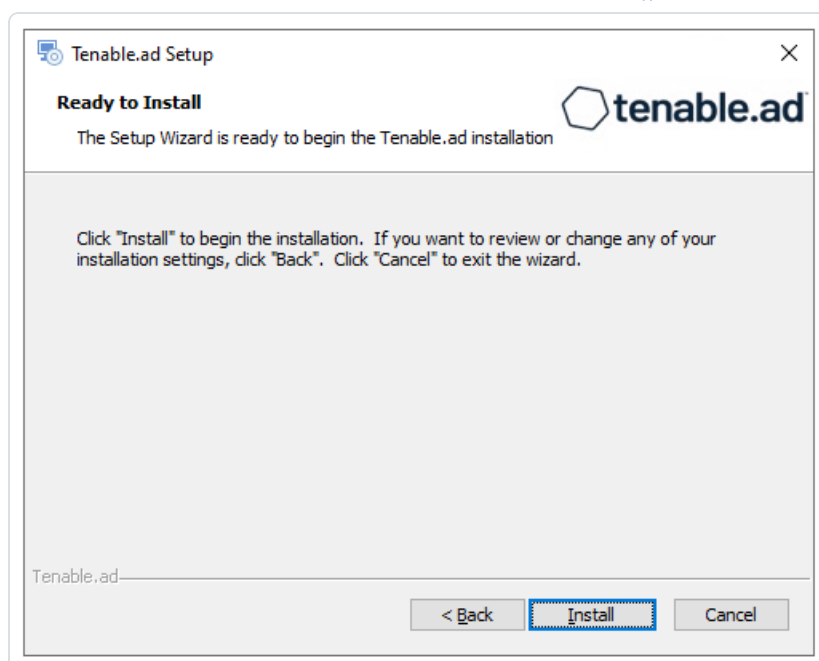 Tenable.ad Setup
Ready to Install
tenable.ad
The Setup Wizard is ready to begin the Tenable.ad installation
Click "Install" to begin the installation. If you want to review or change any of your
installation settings, click "Back". Click "Cancel" to exit the wizard.
Tenable.ad
< Back
Install
Cancel